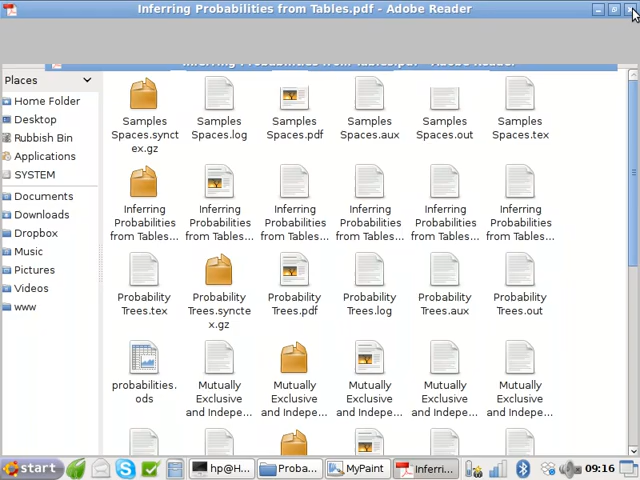 Inferring Probabilities from Tables.pdf - Adobe Reader
Places
Home Folder
Desktop
Rubbish Bin
Applications
SYSTEM
Documents
Downloads
Dropbox
Music
Pictures
Videos
www
Samples Spaces.synct ex.gz
Samples Spaces.log
Samples Spaces.pdf
Samples Spaces.aux
Samples Spaces.out
Samples Spaces.tex
Inferring Probabilities from Tables...
Inferring Probabilities from Tables...
Inferring Probabilities from Tables...
Inferring Probabilities from Tables...
Inferring Probabilities from Tables...
Inferring Probabilities from Tables...
Probability Trees.tex
Probability Trees.syncte x.gz
Probability Trees.pdf
Probability Trees.log
Probability Trees.aux
Probability Trees.out
probabilities. ods
Mutually Exclusive and Indepe...
Mutually Exclusive and Indepe...
Mutually Exclusive and Indepe...
Mutually Exclusive and Indepe...
Mutually Exclusive and Indepe...
start
hp@H...
Proba...
MyPaint
Inferri...
09:16